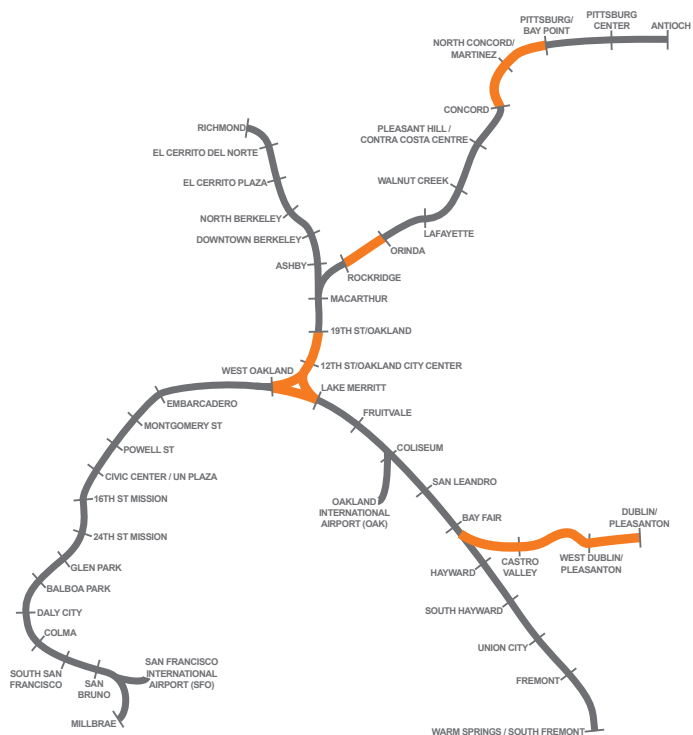 PITTSBURG/
BAY POINT
PITTSBURG
CENTER
ANTIOCH
NORTH CONCORD/
MARTINEZ
CONCORD
RICHMOND
PLEASANT HILL /
CONTRA COSTA CENTRE
EL CERRITO DEL NORTE
EL CERRITO PLAZA
WALNUT CREEK
NORTH BERKELEY
DOWNTOWN BERKELEY
LAFAYETTE
ORINDA
ASHBY
ROCKRIDGE
MACARTHUR
19TH ST/OAKLAND
12TH ST/OAKLAND CITY CENTER
WEST OAKLAND
LAKE MERRITT
EMBARCADERO
FRUITVALE
MONTGOMERY ST
COLISEUM
POWELL ST
CIVIC CENTER / UN PLAZA
SAN LEANDRO
16TH ST MISSION
OAKLAND
INTERNATIONAL
AIRPORT (OAK)
BAY FAIR
DUBLIN/
PLEASANTON
24TH ST MISSION
CASTRO
VALLEY
WEST DUBLIN/
PLEASANTON
GLEN PARK
HAYWARD
BALBOA PARK
DALY CITY
SOUTH HAYWARD
COLMA
UNION CITY
SOUTH SAN
FRANCISCO
SAN
BRUNO
SAN FRANCISCO
INTERNATIONAL
AIRPORT (SFO)
FREMONT
MILLBRAE
WARM SPRINGS / SOUTH FREMONT